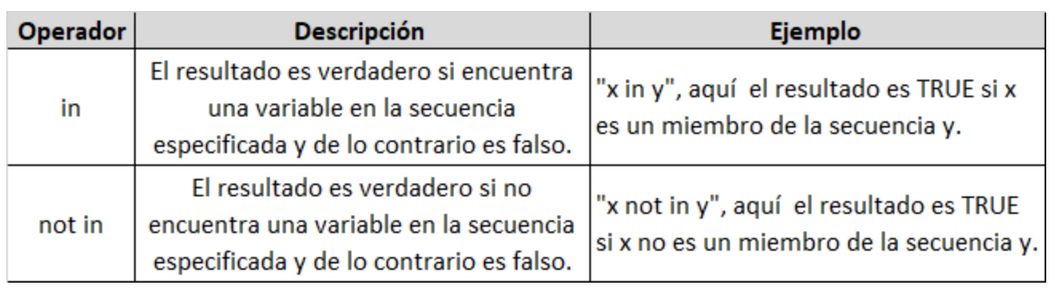 Operador Descripción Ejemplo
El resultado es verdadero si encuentra
in una variable en la secuencia
especificada y de lo contrario es falso.
"x in y", aquí el resultado es TRUE si x
es un miembro de la secuencia y.
El resultado es verdadero si no
not in encuentra una variable en la secuencia
especificada y de lo contrario es falso.
"x not in y", aquí el resultado es TRUE
si x no es un miembro de la secuencia y.